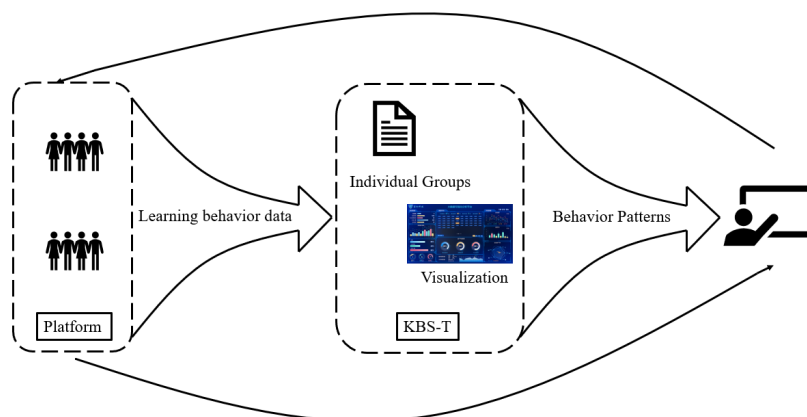 Individual Groups
Learning behavior data
Behavior Patterns
Visualization
Platform
KBS-T